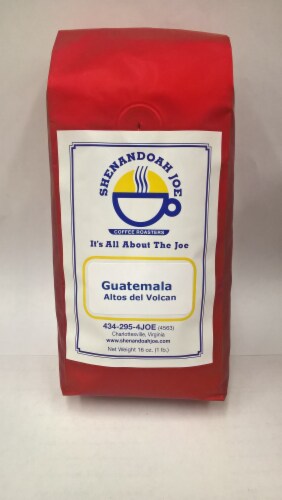 SHENANDOAH JOE
COFFEE ROASTERS
It's All About The Joe
Guatemala
Altos del Volcan
434-295-4JOE (4563)
Charlottesville, Virginia
www.shenandoahjoe.com
Net Weight 16 oz. (1 lb.)